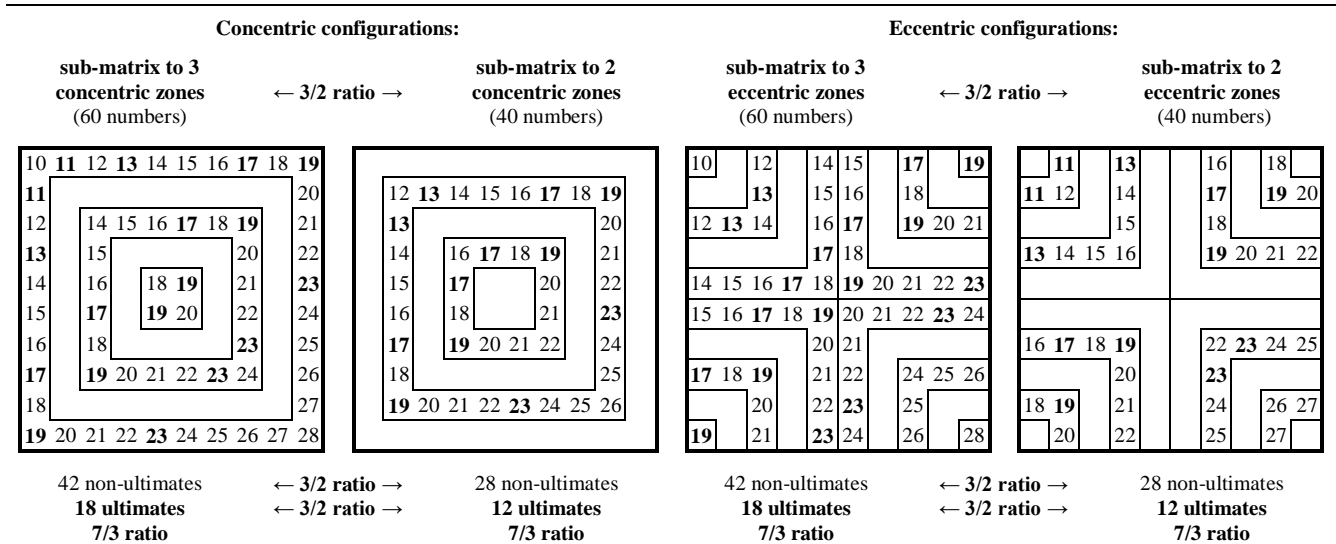 Concentric configurations: Eccentric configurations:
sub-matrix to 3 sub-matrix to 2 sub-matrix to 3 sub-matrix to 2
concentric zones ← 3/2 ratio → concentric zones eccentric zones ← 3/2 ratio → eccentric zones
(60 numbers) (40 numbers) (60 numbers) (40 numbers)
10 11 12 13 14 15 16 17 18 19 10 12 14 15 17 19 11 13 16 18
11 20 12 13 14 15 16 17 18 19 13 15 16 18 11 12 14 17 19 20
12 14 15 16 17 18 19 21 13 20 12 13 14 16 17 19 20 21 15 18
13 15 20 22 14 16 17 18 19 21 17 18 13 14 15 16 19 20 21 22
14 16 18 19 21 23 15 17 20 22 14 15 16 17 18 19 20 21 22 23
15 17 19 20 22 24 16 18 21 23 15 16 17 18 19 20 21 22 23 24
16 18 23 25 17 19 20 21 22 24 20 21 16 17 18 19 22 23 24 25
17 19 20 21 22 23 24 26 18 25 17 18 19 21 22 24 25 26 20 23
18 27 19 20 21 22 23 24 25 26 20 22 23 25 18 19 21 24 26 27
19 20 21 22 23 24 25 26 27 28 19 21 23 24 26 28 20 22 25 27
42 non-ultimates ← 3/2 ratio → 28 non-ultimates 42 non-ultimates ← 3/2 ratio → 28 non-ultimates
18 ultimates ← 3/2 ratio → 12 ultimates 18 ultimates ← 3/2 ratio → 12 ultimates
7/3 ratio 7/3 ratio 7/3 ratio 7/3 ratio